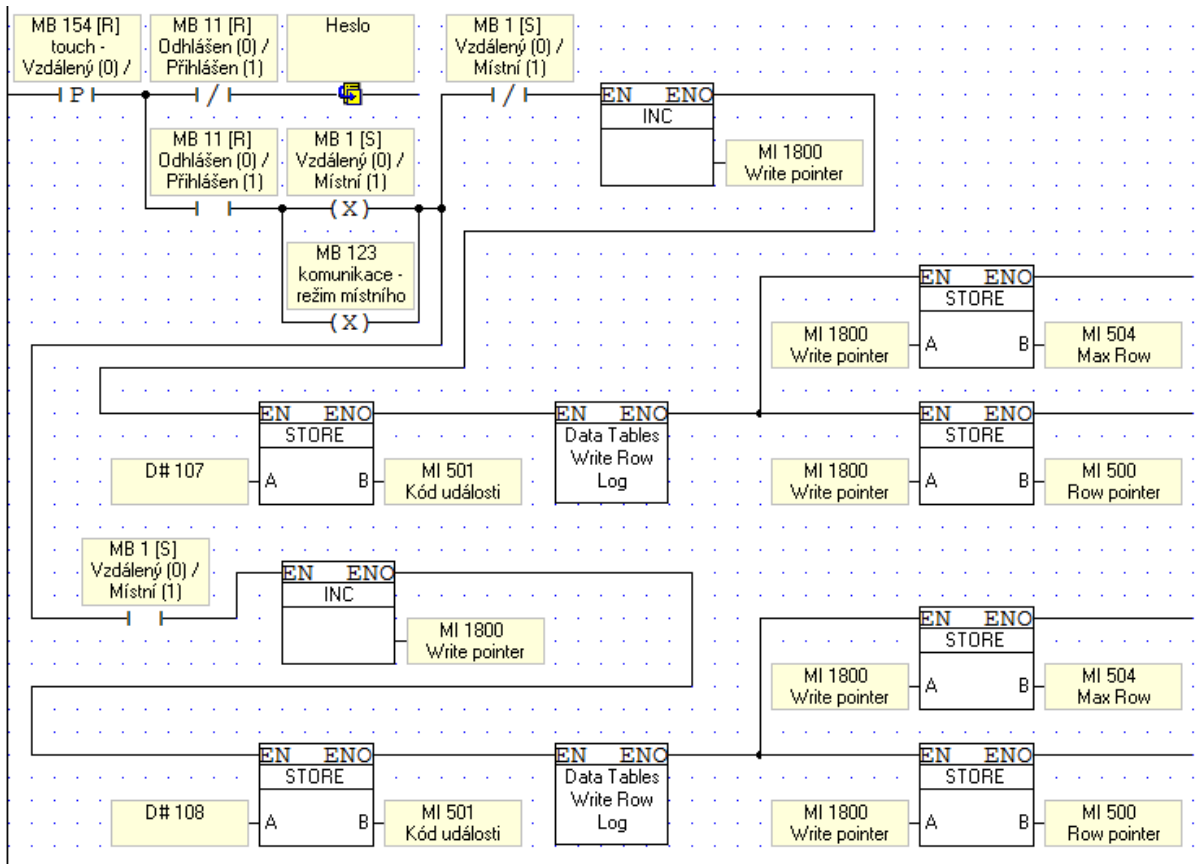 MB 154 [R]
touch -
Vzdálený (0) /
MB 11 [R]
Odhlášen (0) /
Přihlášen (1)
Heslo
MB 1 [S]
Vzdálený (0) /
Místní (1)
P
EN ENO
INC
MI 1800
Write pointer
MB 11 [R]
Odhlášen (0) /
Přihlášen (1)
MB 1 [S]
Vzdálený (0) /
Místní (1)
(X)
MB 123
komunikace -
režim místního
(X)
EN ENO
STORE
MI 1800
Write pointer
A B
MI 504
Max Row
EN ENO
STORE
D# 107
A B
MI 501
Kód události
EN ENO
Data Tables
Write Row
Log
EN ENO
STORE
MI 1800
Write pointer
A B
MI 500
Row pointer
MB 1 [S]
Vzdálený (0) /
Místní (1)
EN ENO
INC
MI 1800
Write pointer
EN ENO
STORE
MI 1800
Write pointer
A B
MI 504
Max Row
EN ENO
STORE
D# 108
A B
MI 501
Kód události
EN ENO
Data Tables
Write Row
Log
EN ENO
STORE
MI 1800
Write pointer
A B
MI 500
Row pointer